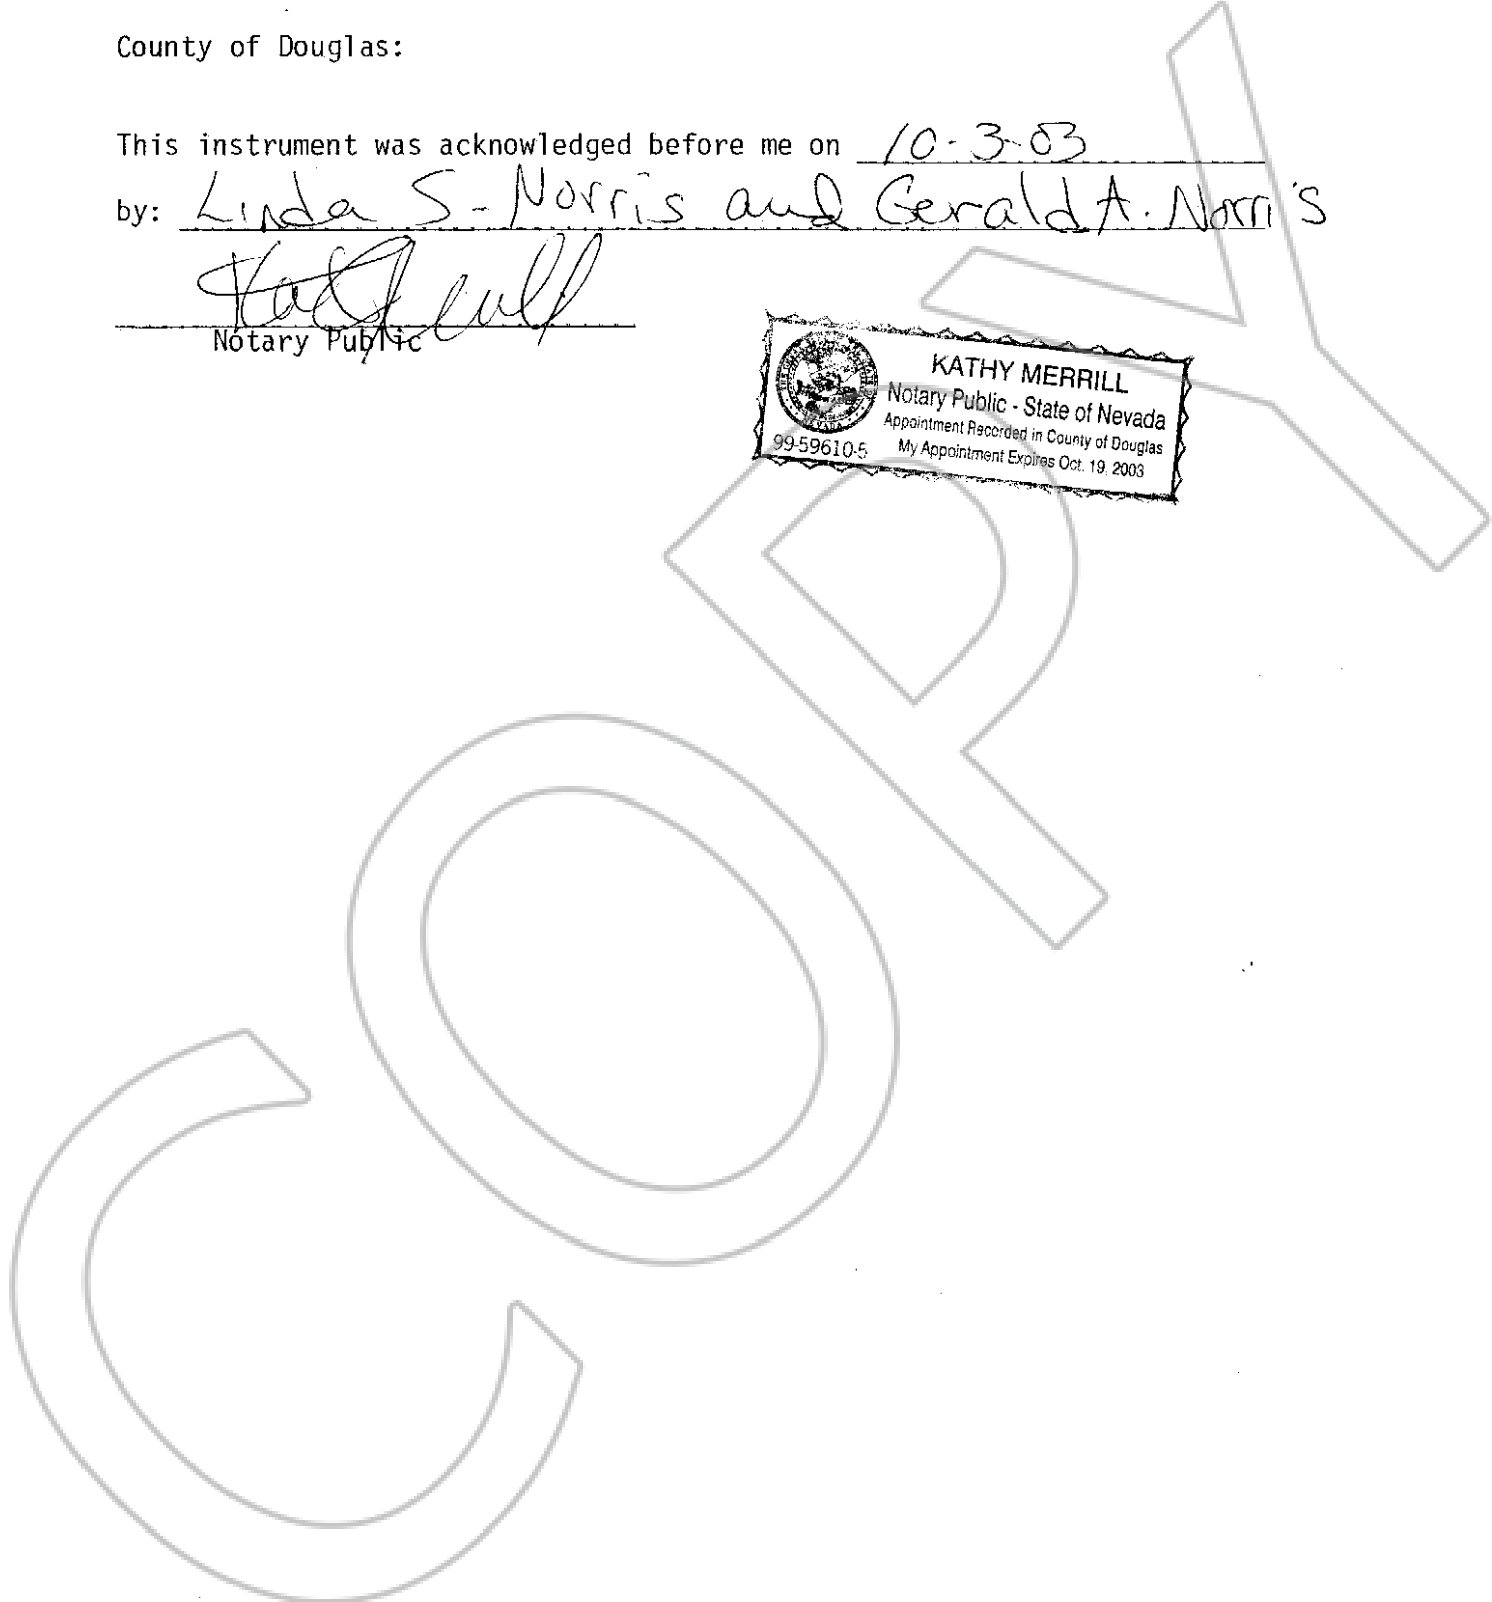 County of Douglas:
This instrument was acknowledged before me on 10-3-03
by: Linda S. Norris and Gerald A. Norris
Notary Public
KATHY MERRILL
Notary Public - State of Nevada
Appointment Recorded in County of Douglas
99-59610-5 My Appointment Expires Oct. 19, 2003
COPY